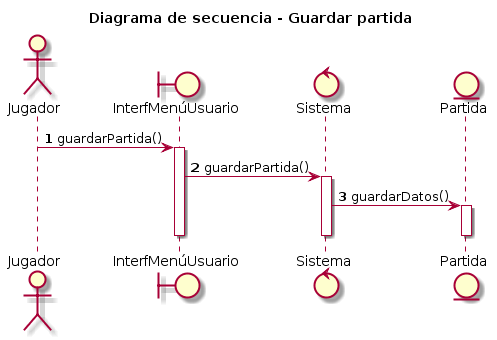 Diagrama de secuencia - Guardar partida
Jugador InterfMenúUsuario Sistema Partida
1 guardarPartida()
2 guardarPartida()
3 guardarDatos()
Jugador InterfMenúUsuario Sistema Partida